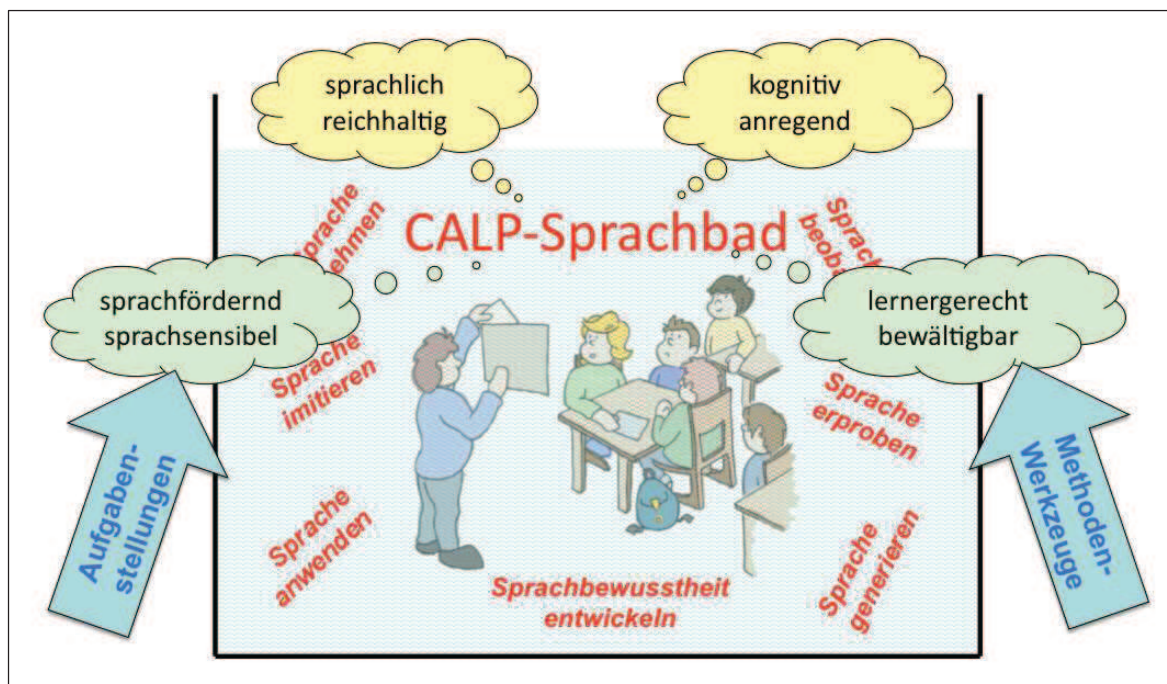 sprachlich
reichhaltig
kognitiv
anregend
CALP-Sprachbad
Sprache
sprachfördernd
sprachsensibel
lernergerecht
bewältigbar
Sprache
imitieren
Sprache
erproben
Aufgaben-
stellungen
Methoden-
Werkzeuge
Sprache
anwenden
Sprache
generieren
Sprachbewusstheit
entwickeln